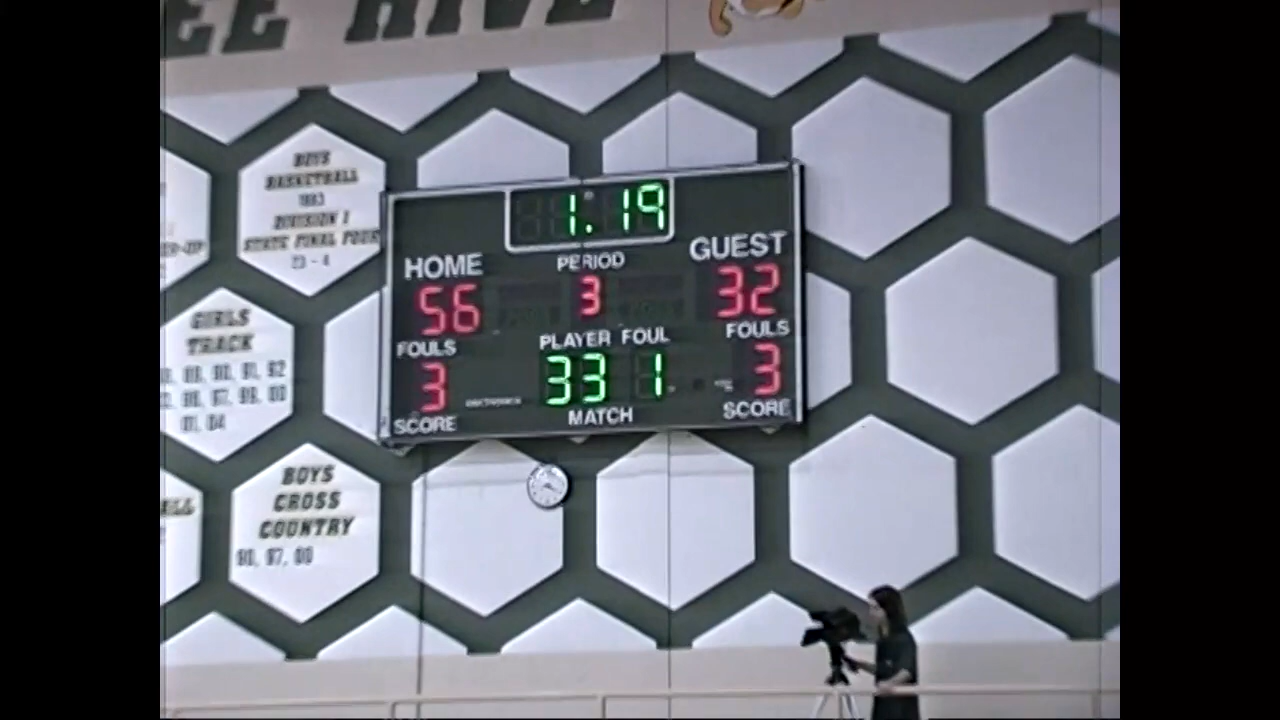 EE HIVE
BOYS
BASKETBALL
1983
DIVISION I
STATE FINAL FOUR
23 - 4
1.19
HOME
PERIOD
GUEST
56
3
32
FOULS
PLAYER FOUL
FOULS
3
33
1
3
SCORE
MATCH
SCORE
GIRLS
TRACK
BOYS
CROSS
COUNTRY
90, 97, 00